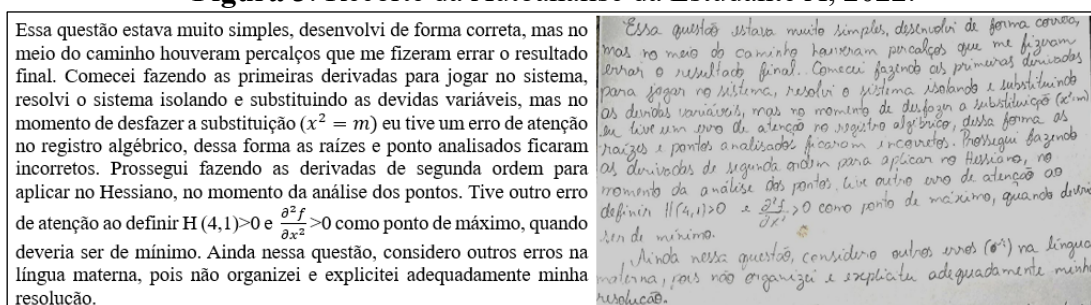 Recorte da Autoanálise da Estudante A, 2022.
Essa questão estava muito simples, desenvolvi de forma correta, mas no
meio do caminho houveram percalços que me fizeram errar o resultado
final. Comecei fazendo as primeiras derivadas para jogar no sistema,
resolvi o sistema isolando e substituindo as devidas variáveis, mas no
momento de desfazer a substituição (x² = m) eu tive um erro de atenção
no registro algébrico, dessa forma as raízes e ponto analisados ficaram
incorretos. Prossegui fazendo as derivadas de segunda ordem para
aplicar no Hessiano, no momento da análise dos pontos. Tive outro erro
de atenção ao definir H (4,1)>0 e ∂²f/∂x² >0 como ponto de máximo, quando
deveria ser de mínimo. Ainda nessa questão, considero outros erros na
língua materna, pois não organizei e explicitei adequadamente minha
resolução.
Essa questão estava muito simples, desenvolvi de forma correta,
mas no meio do caminho houveram percalços que me fizeram
errar o resultado final. Comecei fazendo as primeiras derivadas
para jogar no sistema, resolvi o sistema isolando e substituindo
as devidas variáveis, mas no momento de desfazer a substituição (x²=m)
eu tive um erro de atenção no registro algébrico, dessa forma as
raízes e pontos analisados ficaram incorretos. Prossegui fazendo
as derivadas de segunda ordem para aplicar no Hessiano, no
momento da análise dos pontos, tive outro erro de atenção ao
definir H(4,1)>0 e ∂²f/∂x² >0 como ponto de máximo, quando
ser de mínimo.
Ainda nessa questão, considero outros erros na língua
materna, pois não organizei e explicitei adequadamente minh
resolução.